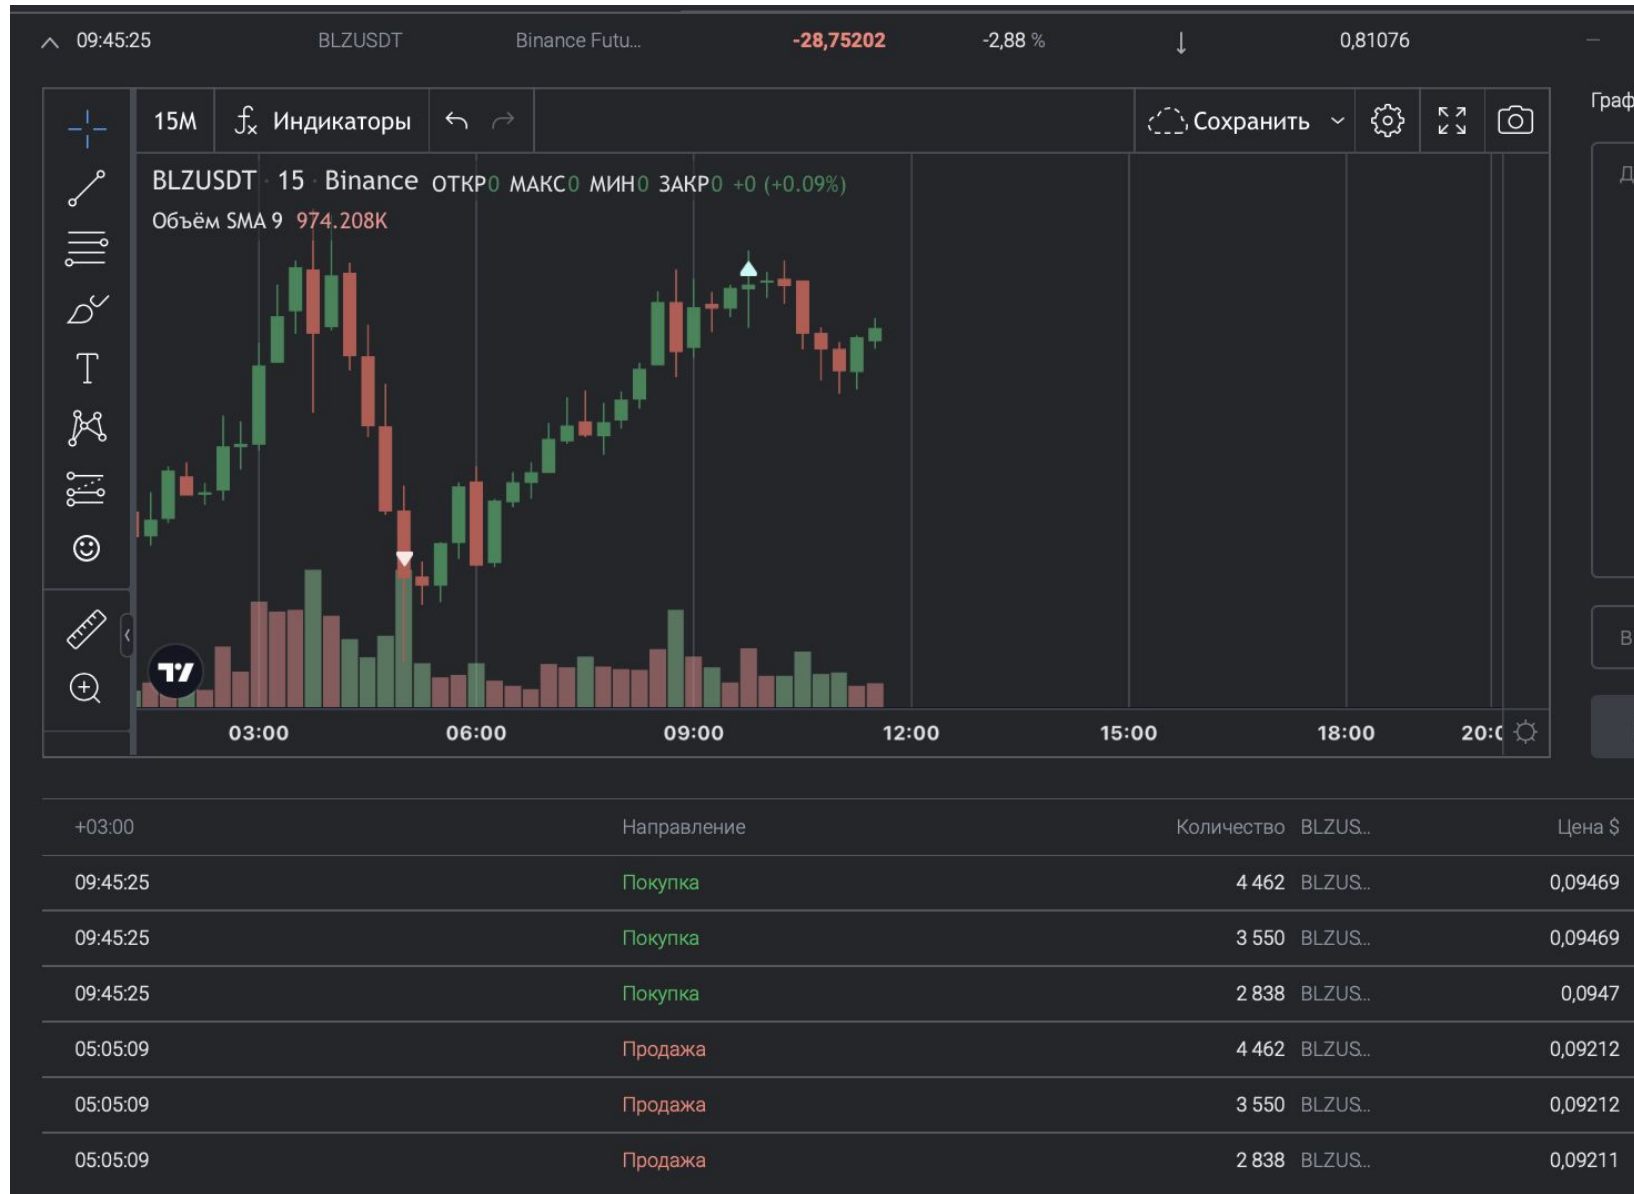 09:45:25 BLZUSDT Binance Futu... -28,75202 -2,88 % ↓ 0,81076 —
Граф
15М fx Индикаторы Сохранить
BLZUSDT · 15 · Binance ОТКР0 МАКС0 МИН0 ЗАКР0 +0 (+0.09%)
Д
Объём SMA 9 974.208K
T
В
03:00 06:00 09:00 12:00 15:00 18:00
+03:00 Направление Количество BLZUS... Цена $
09:45:25 Покупка 4 462 BLZUS... 0,09469
09:45:25 Покупка 3 550 BLZUS... 0,09469
09:45:25 Покупка 2 838 BLZUS... 0,0947
05:05:09 Продажа 4 462 BLZUS... 0,09212
05:05:09 Продажа 3 550 BLZUS... 0,09212
05:05:09 Продажа 2 838 BLZUS... 0,09211